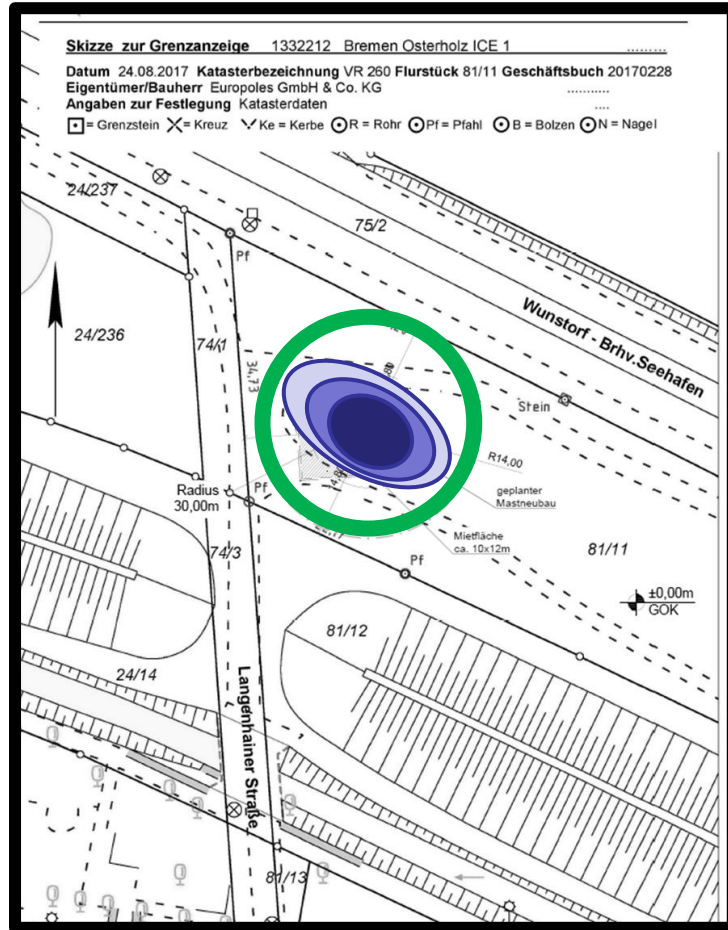 Skizze zur Grenzanzeige 1332212 Bremen Osterholz ICE 1 .........
Datum 24.08.2017 Katasterbezeichnung VR 260 Flurstück 81/11 Geschäftsbuch 20170228
Eigentümer/Bauherr Europoles GmbH & Co. KG ...........
Angaben zur Festlegung Katasterdaten ....
= Grenzstein = Kreuz Ke = Kerbe R = Rohr Pf = Pfahl B = Bolzen N = Nagel
24/237
75/2
Pf
Wunstorf - Brhv.Seehafen
24/236
74/1
34,73
Stein
R14,00
Radius
30,00m
Pf
geplanter
Mastneubau
Mietfläche
ca. 10x12m
81/11
74/3
Pf
±0,00m
GOK
81/12
24/14
Langenhainer Straße
81/13